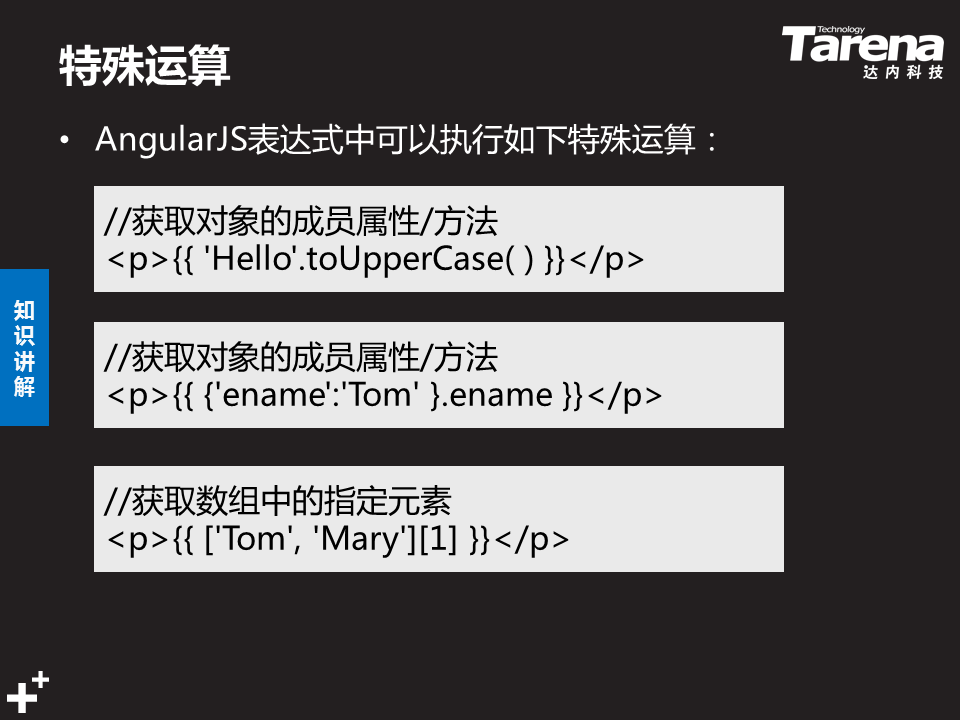 特殊运算
Technology
Tarena
达内科技
• AngularJS表达式中可以执行如下特殊运算：
//获取对象的成员属性/方法
<p>{{ 'Hello'.toUpperCase( ) }}</p>
知识讲解
//获取对象的成员属性/方法
<p>{{ {'ename':'Tom' }.ename }}</p>
//获取数组中的指定元素
<p>{{ ['Tom', 'Mary'][1] }}</p>